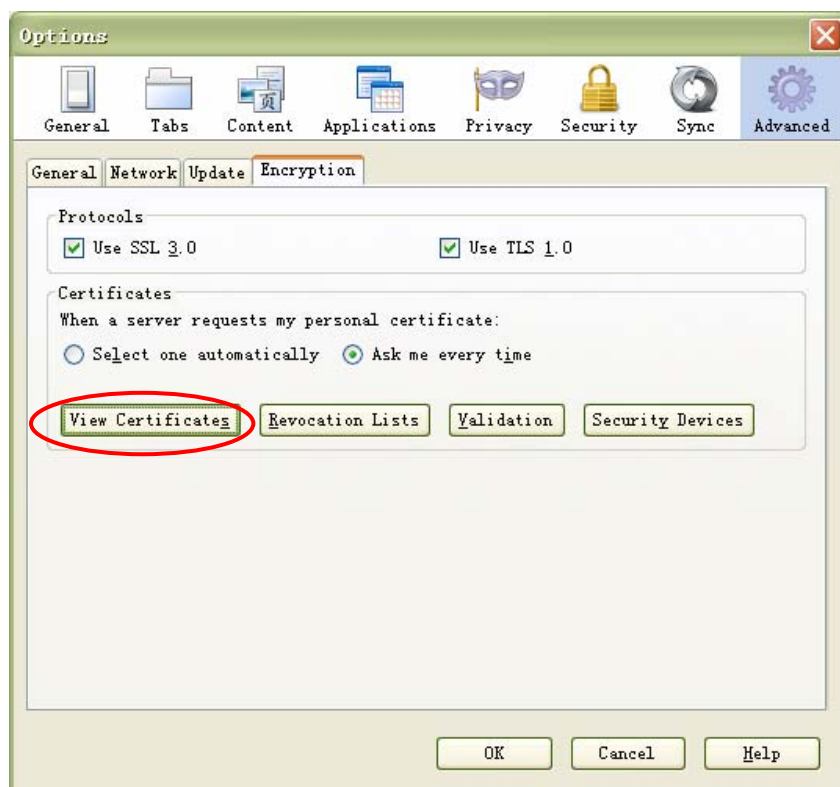 Options
General Tabs Content Applications Privacy Security Sync Advanced
页
General Network Update Encryption
Protocols
Use SSL 3.0 Use TLS 1.0
Certificates
When a server requests my personal certificate:
Select one automatically Ask me every time
View Certificates Revocation Lists Validation Security Devices
OK Cancel Help